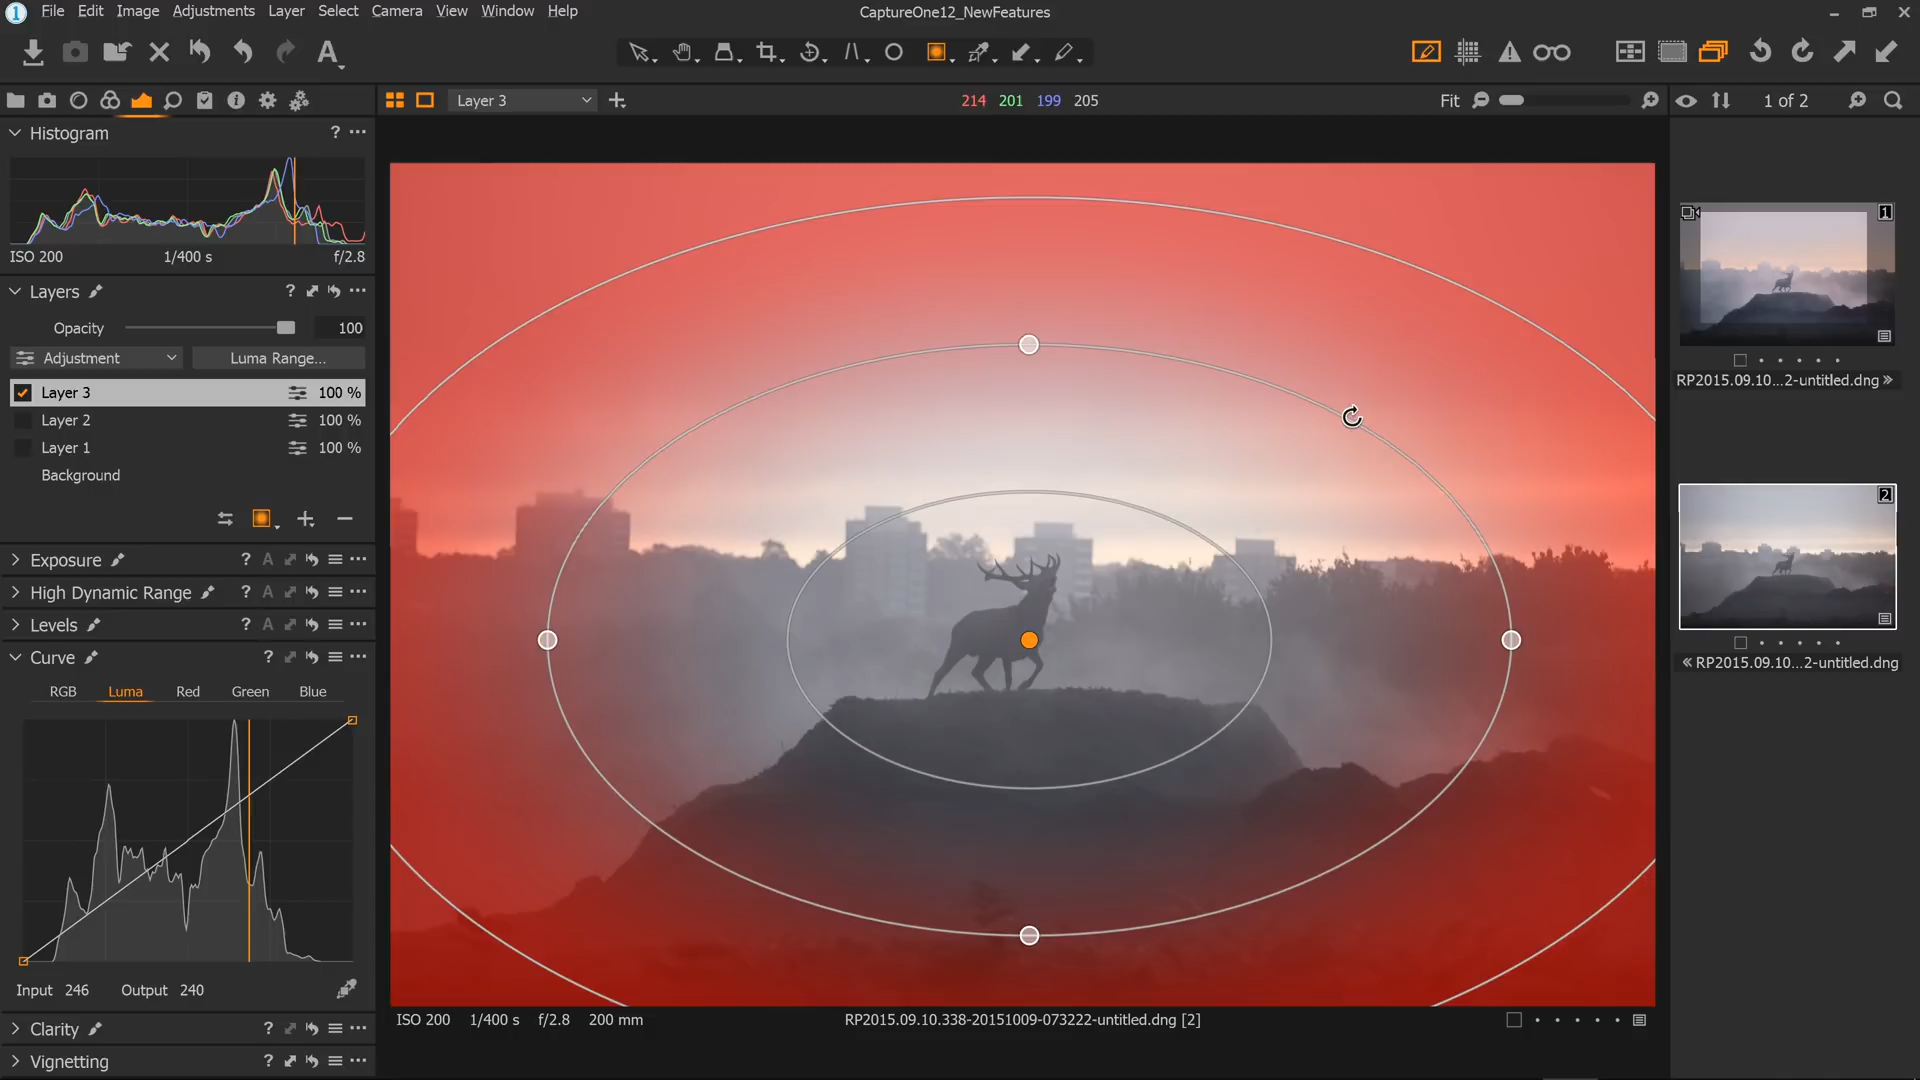 File Edit Image Adjustments Layer Select Camera View Window Help
CaptureOne12_NewFeatures
A
Layer 3
214 201 199 205
Fit
1 of 2
Histogram ?
ISO 200 1/400 s f/2.8
Layers ?
Opacity 100
Adjustment Luma Range...
Layer 3 100 %
Layer 2 100 %
Layer 1 100 %
Background
Exposure ? A
High Dynamic Range ? A
Levels ? A
Curve ?
RGB Luma Red Green Blue
Input 246 Output 240
Clarity ?
Vignetting ?
ISO 200 1/400 s f/2.8 200 mm
RP2015.09.10.338-20151009-073222-untitled.dng [2]
1
RP2015.09.10...2-untitled.dng »
2
« RP2015.09.10...2-untitled.dng